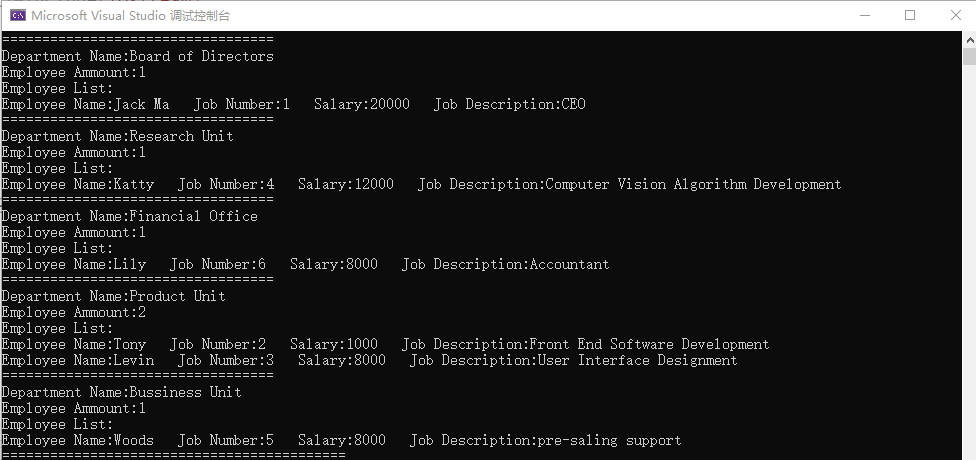 Microsoft Visual Studio 调试控制台
==================================
Department Name:Board of Directors
Employee Ammount:1
Employee List:
Employee Name:Jack Ma   Job Number:1   Salary:20000   Job Description:CEO
==================================
Department Name:Research Unit
Employee Ammount:1
Employee List:
Employee Name:Katty   Job Number:4   Salary:12000   Job Description:Computer Vision Algorithm Development
==================================
Department Name:Financial Office
Employee Ammount:1
Employee List:
Employee Name:Lily   Job Number:6   Salary:8000   Job Description:Accountant
==================================
Department Name:Product Unit
Employee Ammount:2
Employee List:
Employee Name:Tony   Job Number:2   Salary:1000   Job Description:Front End Software Development
Employee Name:Levin   Job Number:3   Salary:8000   Job Description:User Interface Designment
==================================
Department Name:Bussiness Unit
Employee Ammount:1
Employee List:
Employee Name:Woods   Job Number:5   Salary:8000   Job Description:pre-saling support
===========================================